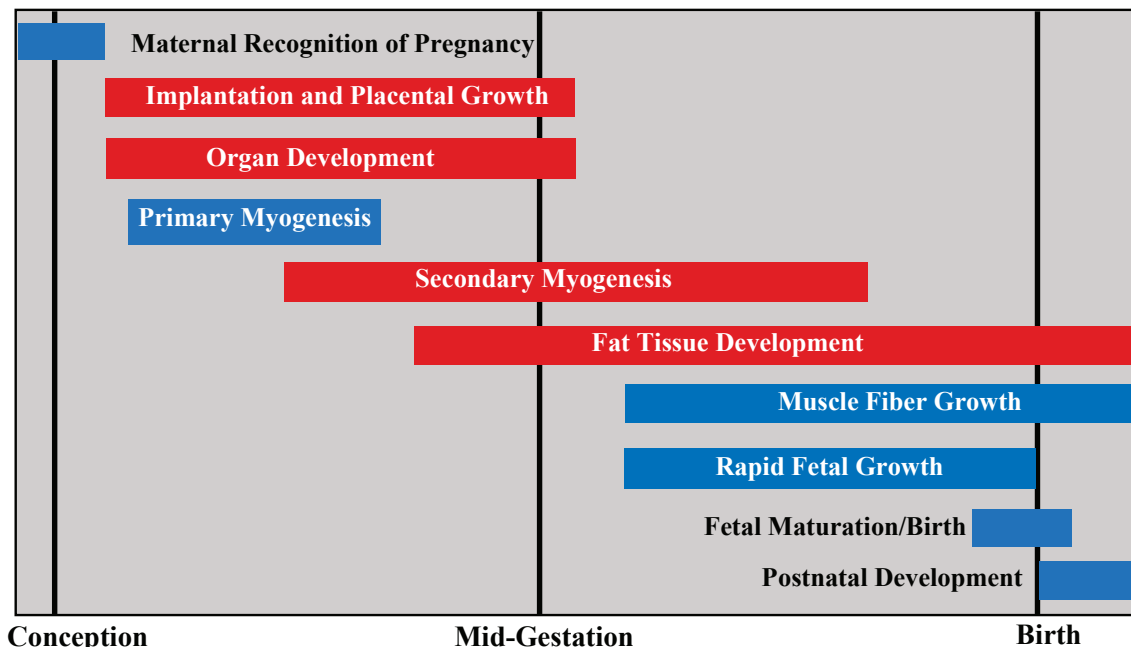 Maternal Recognition of Pregnancy
Implantation and Placental Growth
Organ Development
Primary Myogenesis
Secondary Myogenesis
Fat Tissue Development
Muscle Fiber Growth
Rapid Fetal Growth
Fetal Maturation/Birth
Postnatal Development
Conception Mid-Gestation Birth